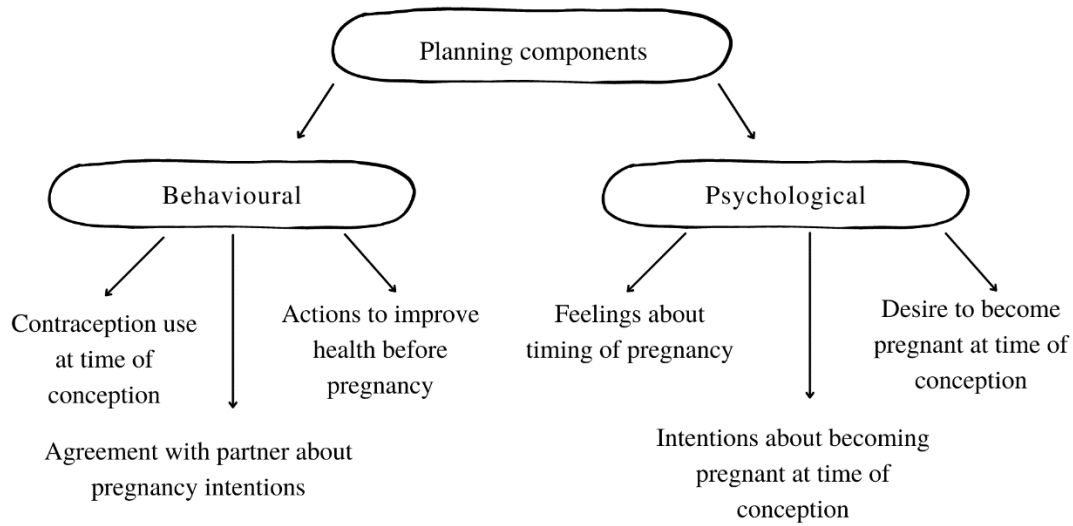 Planning components
Behavioural
Psychological
Contraception use
at time of
conception
Actions to improve
health before
pregnancy
Agreement with partner about
pregnancy intentions
Feelings about
timing of pregnancy
Desire to become
pregnant at time of
conception
Intentions about becoming
pregnant at time of
conception